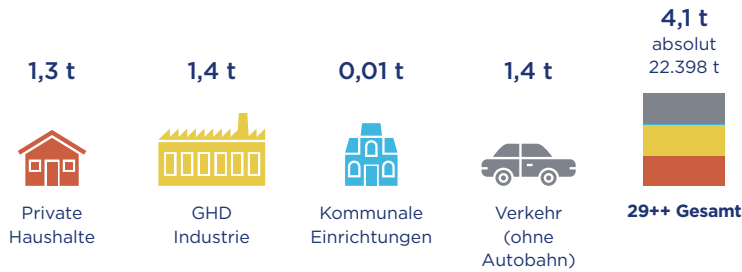 1,3 t
Private
Haushalte
1,4 t
GHD
Industrie
0,01 t
Kommunale
Einrichtungen
1,4 t
Verkehr
(ohne
Autobahn)
4,1 t
absolut
22.398 t
29++ Gesamt